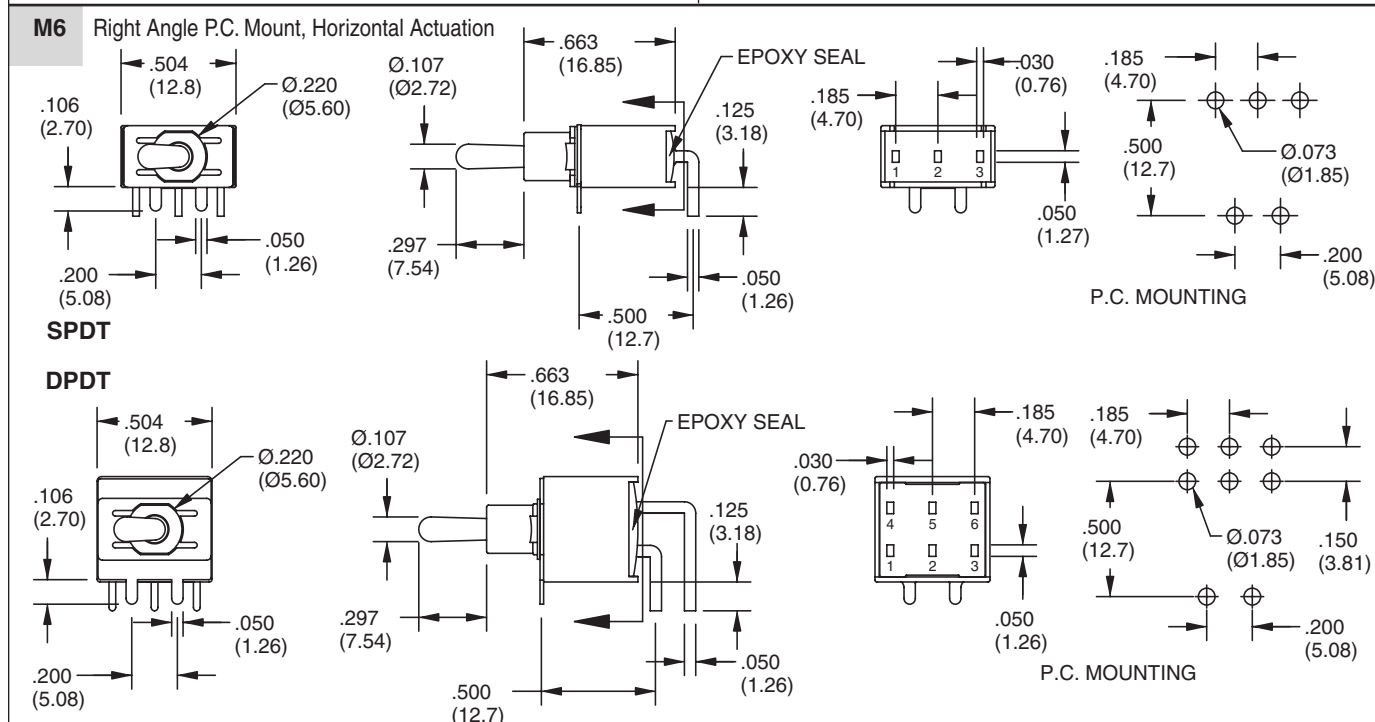 M6 Right Angle P.C. Mount, Horizontal Actuation
.504
(12.8)
Ø.220
(Ø5.60)
.106
(2.70)
.050
(1.26)
.200
(5.08)
SPDT
.663
(16.85)
Ø.107
(Ø2.72)
EPOXY SEAL
.125
(3.18)
.297
(7.54)
.050
(1.26)
.500
(12.7)
.030
(0.76)
.185
(4.70)
1 2 3
.050
(1.27)
.185
(4.70)
.500
(12.7)
Ø.073
(Ø1.85)
.200
(5.08)
P.C. MOUNTING
DPDT
.504
(12.8)
Ø.220
(Ø5.60)
.106
(2.70)
.050
(1.26)
.200
(5.08)
.663
(16.85)
Ø.107
(Ø2.72)
EPOXY SEAL
.125
(3.18)
.297
(7.54)
.050
(1.26)
.500
(12.7)
.185
(4.70)
.030
(0.76)
4 5 6
1 2 3
.050
(1.26)
.185
(4.70)
.500
(12.7)
Ø.073
(Ø1.85)
.150
(3.81)
.200
(5.08)
P.C. MOUNTING